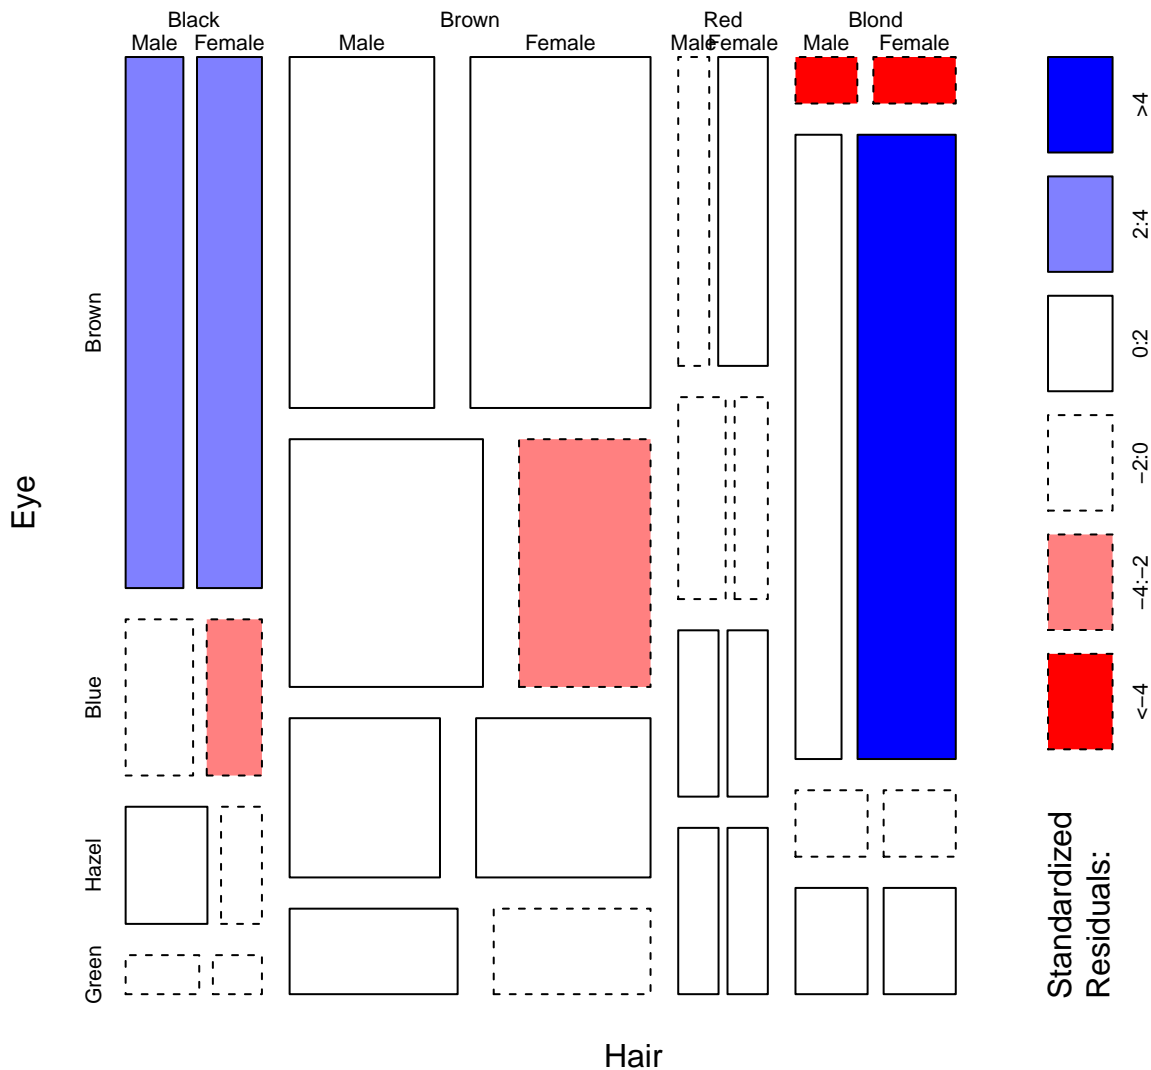 Black Brown Red Blond
Male Female Male Female Male Female Male Female
Brown
Blue
Hazel
Green
Eye
Hair
>4
2:4
0:2
−2:0
−4:−2
<−4
Standardized
Residuals: